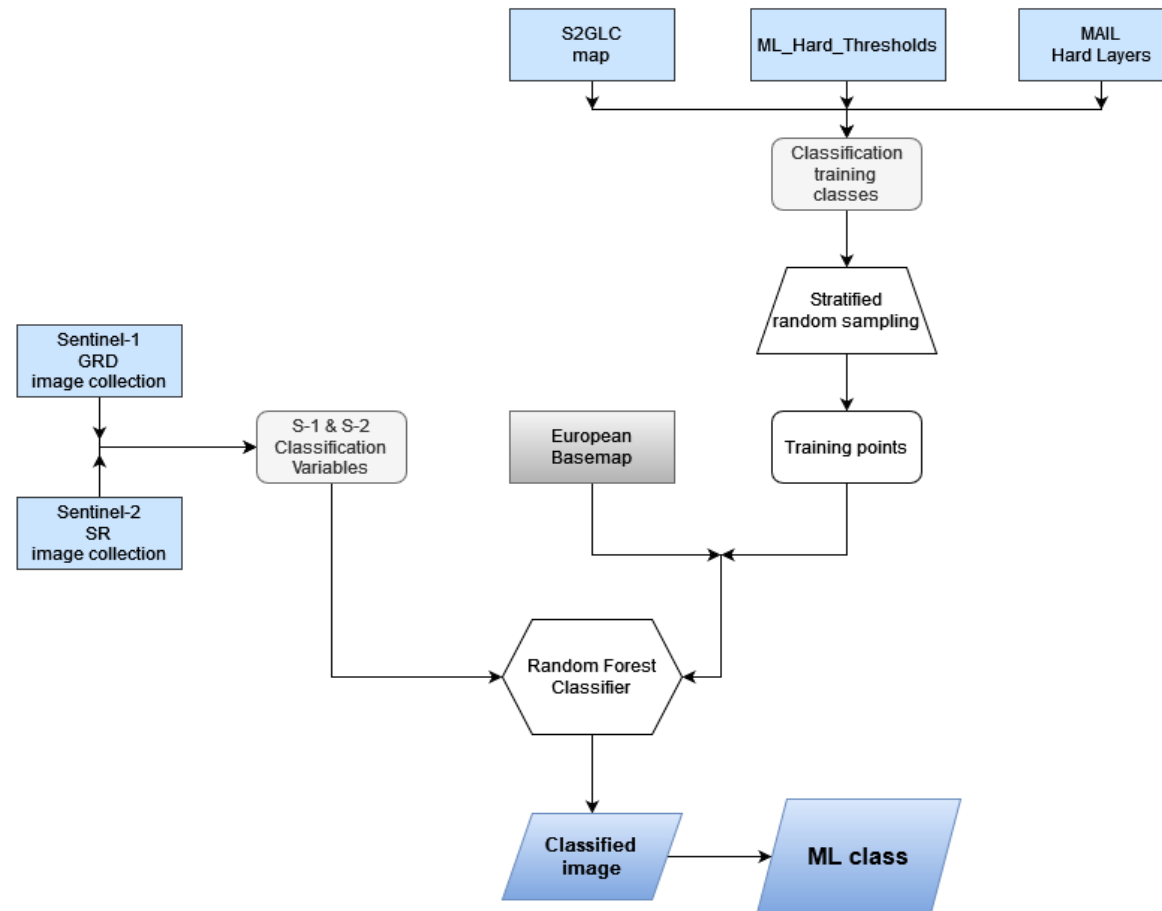 S2GLC
map
ML_Hard_Thresholds
MAIL
Hard Layers
Classification
training
classes
Stratified
random sampling
Sentinel-1
GRD
image collection
S-1 & S-2
Classification
Variables
European
Basemap
Training points
Sentinel-2
SR
image collection
Random Forest
Classifier
Classified
image
ML class